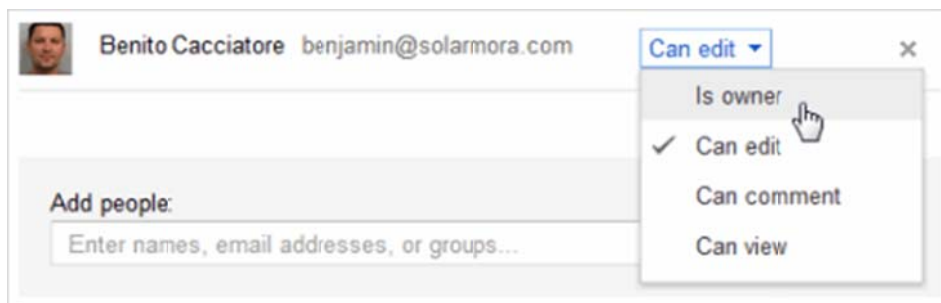 Benito Cacciatore benjamin@solarmora.com Can edit
Is owner
Can edit
Can comment
Can view
Add people:
Enter names, email addresses, or groups...